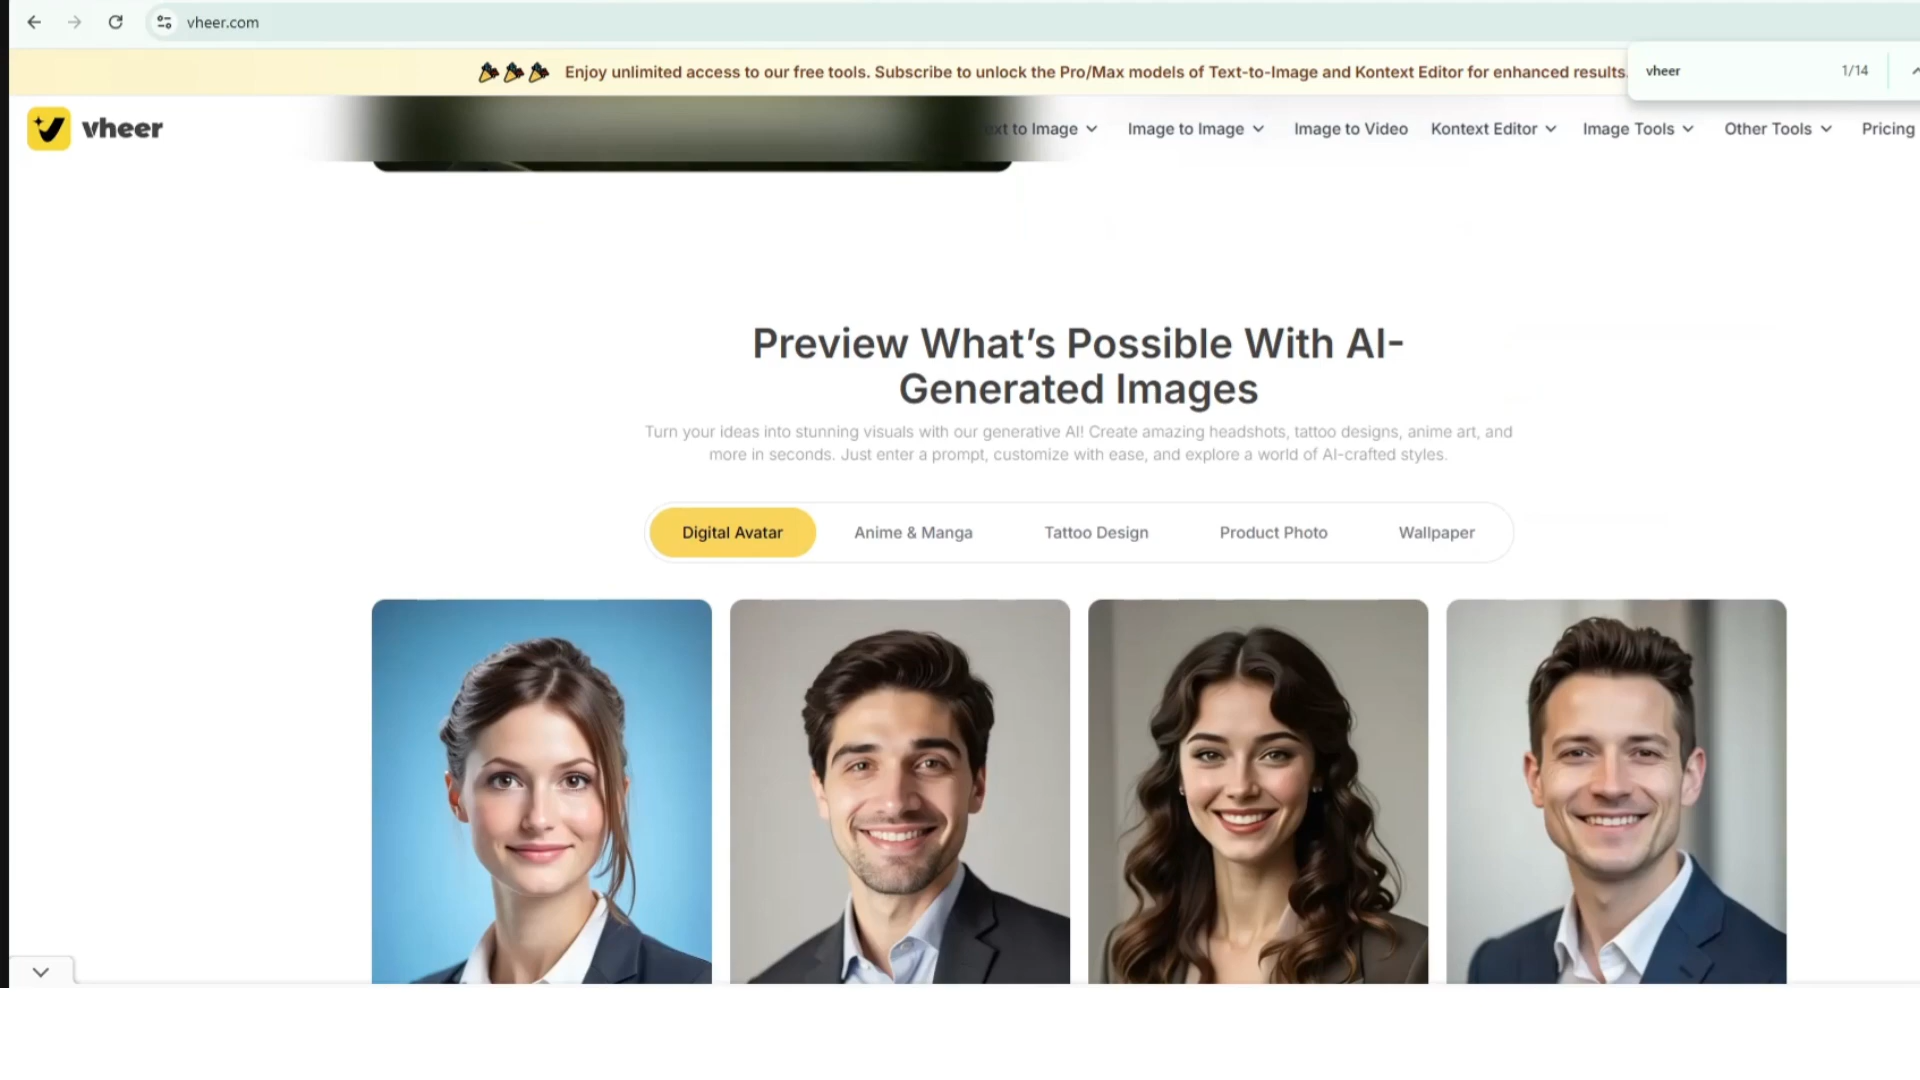 vheer.com
Enjoy unlimited access to our free tools. Subscribe to unlock the Pro/Max models of Text-to-Image and Kontext Editor for enhanced results.
vheer 1/14
vheer
to Image Image to Image Image to Video Kontext Editor Image Tools Other Tools Pricing
Preview What's Possible With AI-
Generated Images
Turn your ideas into stunning visuals with our generative AI! Create amazing headshots, tattoo designs, anime art, and
more in seconds. Just enter a prompt, customize with ease, and explore a world of AI-crafted styles.
Digital Avatar Anime & Manga Tattoo Design Product Photo Wallpaper